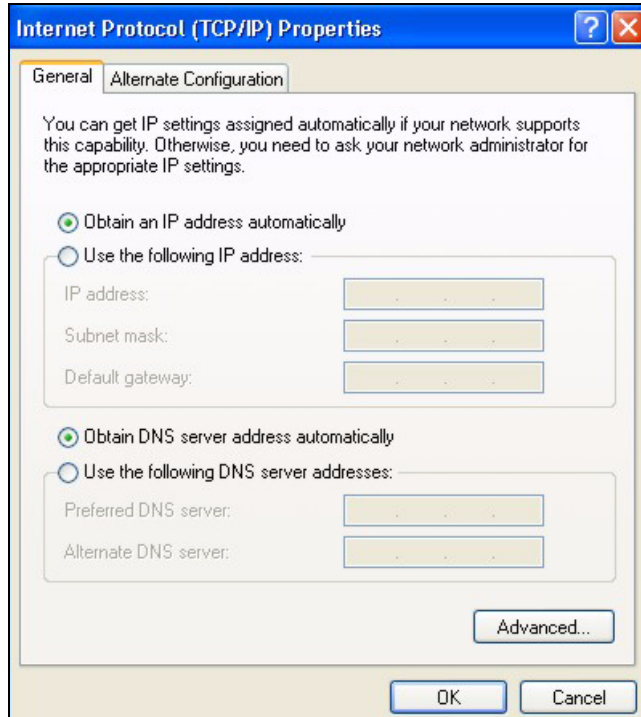 Internet Protocol (TCP/IP) Properties
?
General
Alternate Configuration
You can get IP settings assigned automatically if your network supports
this capability. Otherwise, you need to ask your network administrator for
the appropriate IP settings.
Obtain an IP address automatically
Use the following IP address:
IP address:
Subnet mask:
Default gateway:
Obtain DNS server address automatically
Use the following DNS server addresses:
Preferred DNS server:
Alternate DNS server:
Advanced...
OK
Cancel